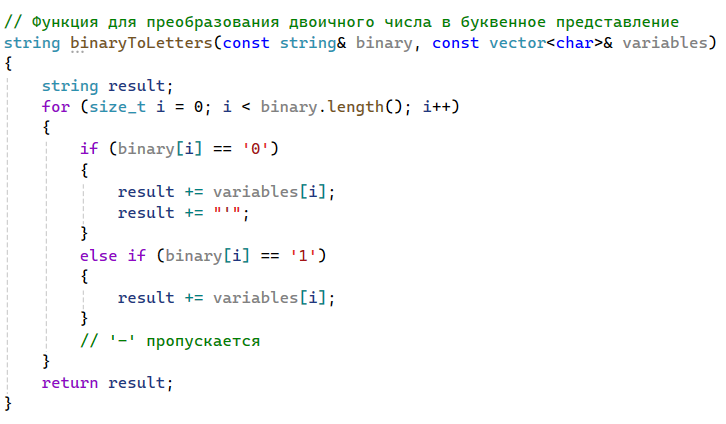 // Функция для преобразования двоичного числа в буквенное представление
string binaryToLetters(const string& binary, const vector<char>& variables)
{
    string result;
    for (size_t i = 0; i < binary.length(); i++)
    {
        if (binary[i] == '0')
        {
            result += variables[i];
            result += "'";
        }
        else if (binary[i] == '1')
        {
            result += variables[i];
        }
        // '-' пропускается
    }
    return result;
}